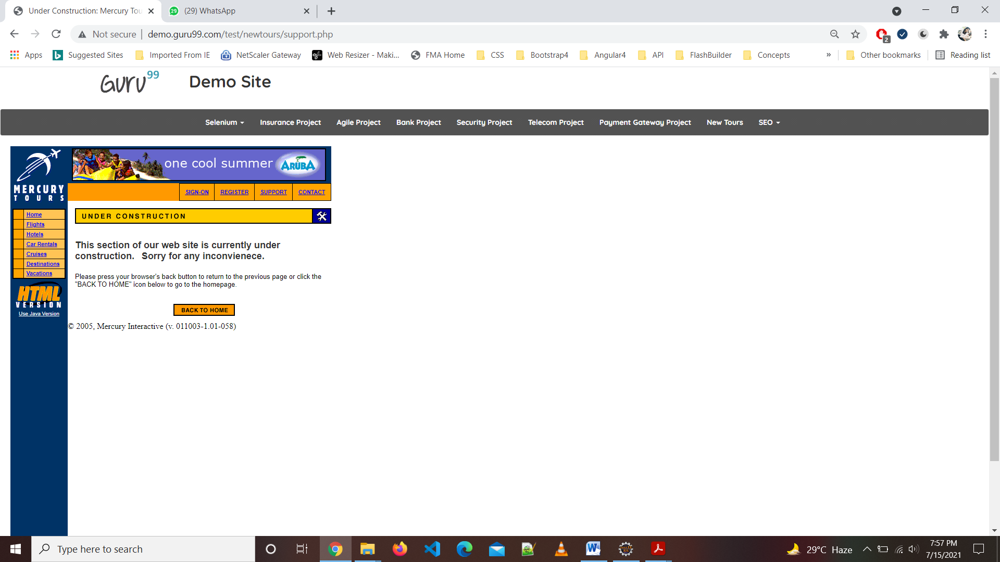 Under Construction: Mercury Tou
29 (29) WhatsApp
Not secure | demo.guru99.com/test/newtours/support.php
2
Apps Suggested Sites Imported From IE NetScaler Gateway Web Resizer - Maki... FMA Home CSS Bootstrap4 Angular4 API FlashBuilder Concepts » Other bookmarks Reading list
Guru99 Demo Site
Selenium Insurance Project Agile Project Bank Project Security Project Telecom Project Payment Gateway Project New Tours SEO
one cool summer ARUBA
MERCURY
TOURS
SIGN-ON REGISTER SUPPORT CONTACT
Home
Flights
Hotels
Car Rentals
Cruises
Destinations
Vacations
HTML
VERSION
Use Java Version
UNDER CONSTRUCTION
This section of our web site is currently under
construction. Sorry for any inconvienece.
Please press your browser's back button to return to the previous page or click the
"BACK TO HOME" icon below to go to the homepage.
BACK TO HOME
© 2005, Mercury Interactive (v. 011003-1.01-058)
Type here to search
29°C Haze
7:57 PM
7/15/2021